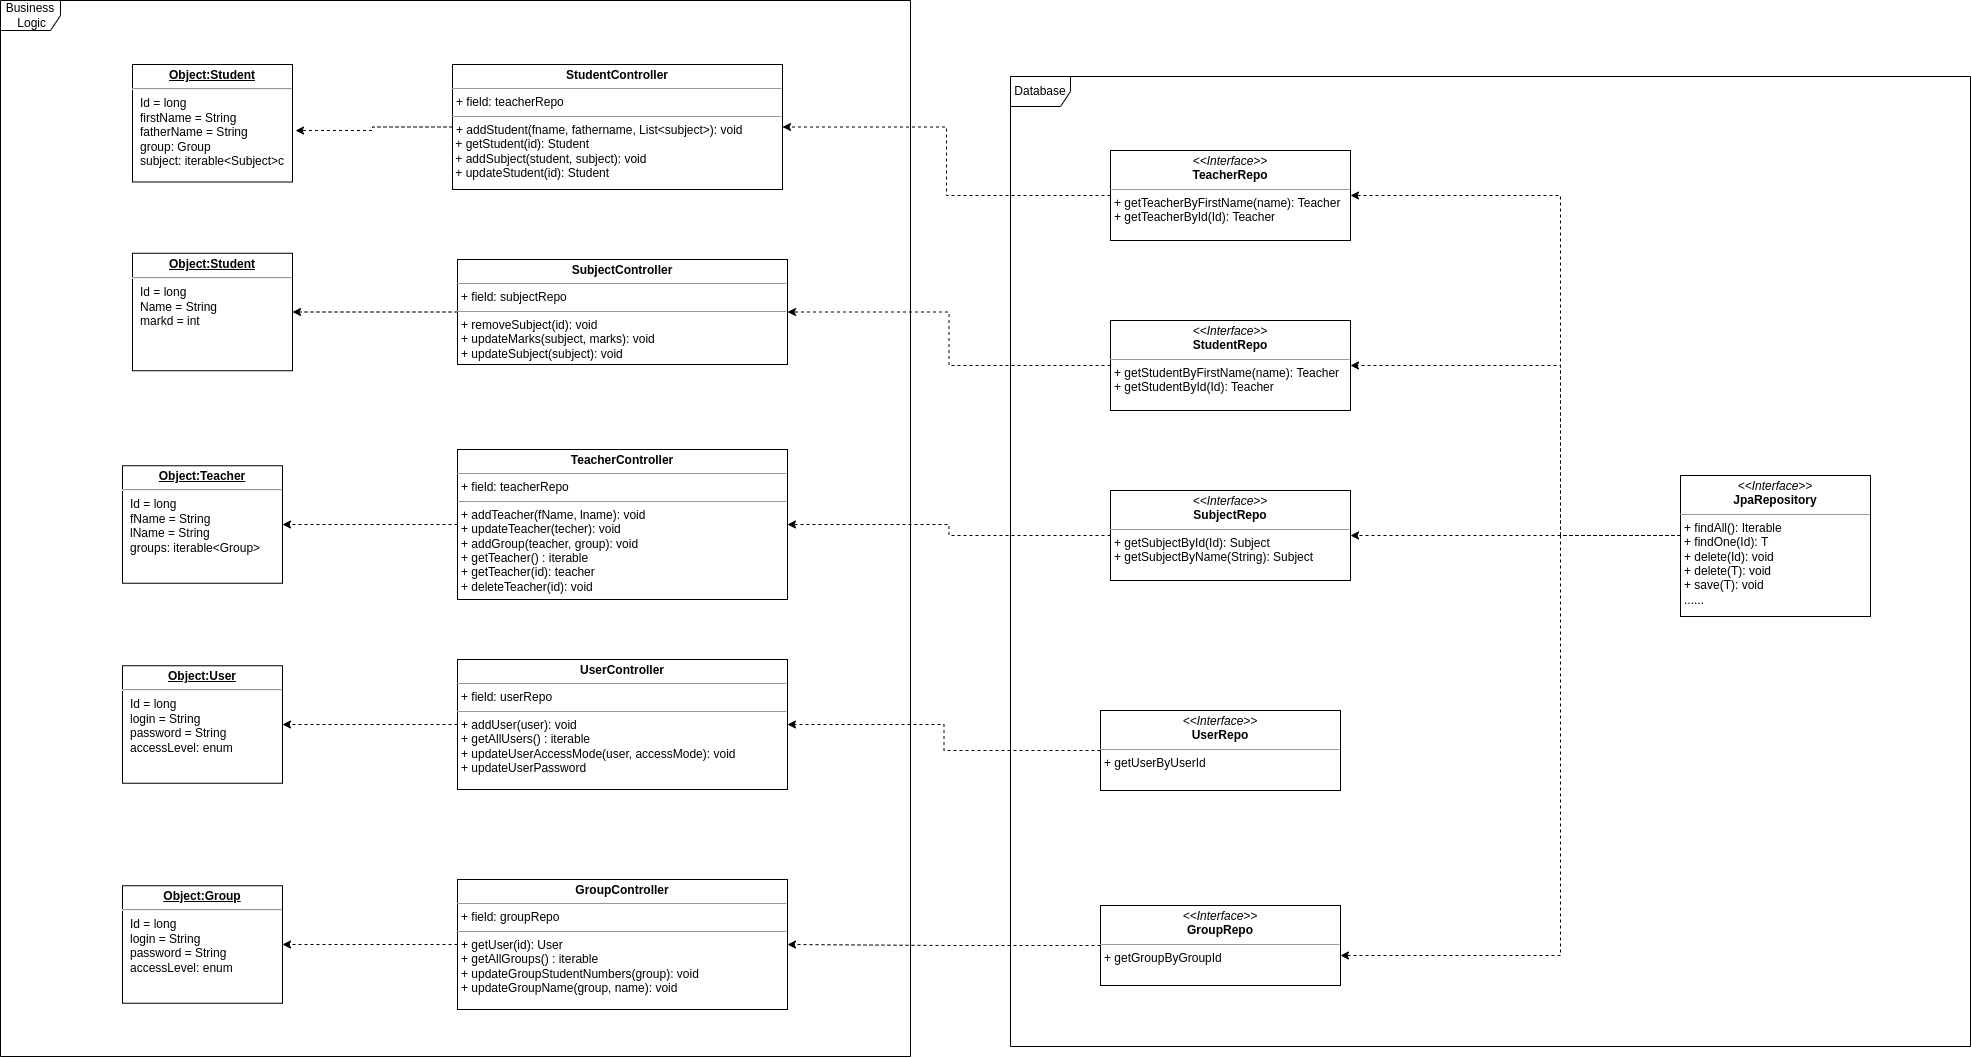 Business
Logic
Object:Student
Id = long
firstName = String
fatherName = String
group: Group
subject: iterable<Subject>c
StudentController
+ field: teacherRepo
+ addStudent(fname, fathername, List<subject>): void
+ getStudent(id): Student
+ addSubject(student, subject): void
+ updateStudent(id): Student
Object:Student
Id = long
Name = String
markd = int
SubjectController
+ field: subjectRepo
+ removeSubject(id): void
+ updateMarks(subject, marks): void
+ updateSubject(subject): void
Object:Teacher
Id = long
fName = String
lName = String
groups: iterable<Group>
TeacherController
+ field: teacherRepo
+ addTeacher(fName, lname): void
+ updateTeacher(techer): void
+ addGroup(teacher, group): void
+ getTeacher() : iterable
+ getTeacher(id): teacher
+ deleteTeacher(id): void
Object:User
Id = long
login = String
password = String
accessLevel: enum
UserController
+ field: userRepo
+ addUser(user): void
+ getAllUsers() : iterable
+ updateUserAccessMode(user, accessMode): void
+ updateUserPassword
Object:Group
Id = long
login = String
password = String
accessLevel: enum
GroupController
+ field: groupRepo
+ getUser(id): User
+ getAllGroups() : iterable
+ updateGroupStudentNumbers(group): void
+ updateGroupName(group, name): void
Database
<<Interface>>
TeacherRepo
+ getTeacherByFirstName(name): Teacher
+ getTeacherById(Id): Teacher
<<Interface>>
StudentRepo
+ getStudentByFirstName(name): Teacher
+ getStudentById(Id): Teacher
<<Interface>>
SubjectRepo
+ getSubjectById(Id): Subject
+ getSubjectByName(String): Subject
<<Interface>>
UserRepo
+ getUserByUserId
<<Interface>>
GroupRepo
+ getGroupByGroupId
<<Interface>>
JpaRepository
+ findAll(): Iterable
+ findOne(Id): T
+ delete(Id): void
+ delete(T): void
+ save(T): void
......